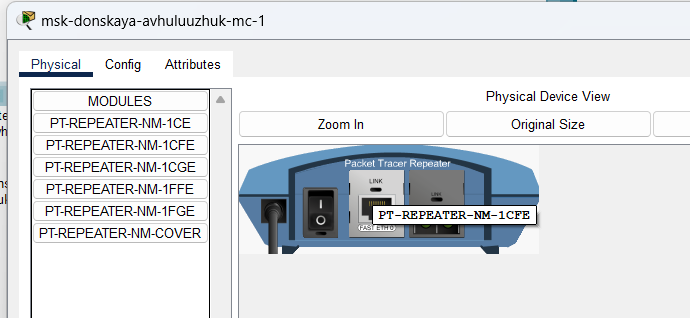 msk-donskaya-avhuluuzhuk-mc-1
Physical Config Attributes
MODULES
PT-REPEATER-NM-1CE
PT-REPEATER-NM-1CFE
PT-REPEATER-NM-1CGE
PT-REPEATER-NM-1FFE
PT-REPEATER-NM-1FGE
PT-REPEATER-NM-COVER
Physical Device View
Zoom In Original Size
Packet Tracer Repeater
LINK LINK
PT-REPEATER-NM-1CFE
FAST ETH 0